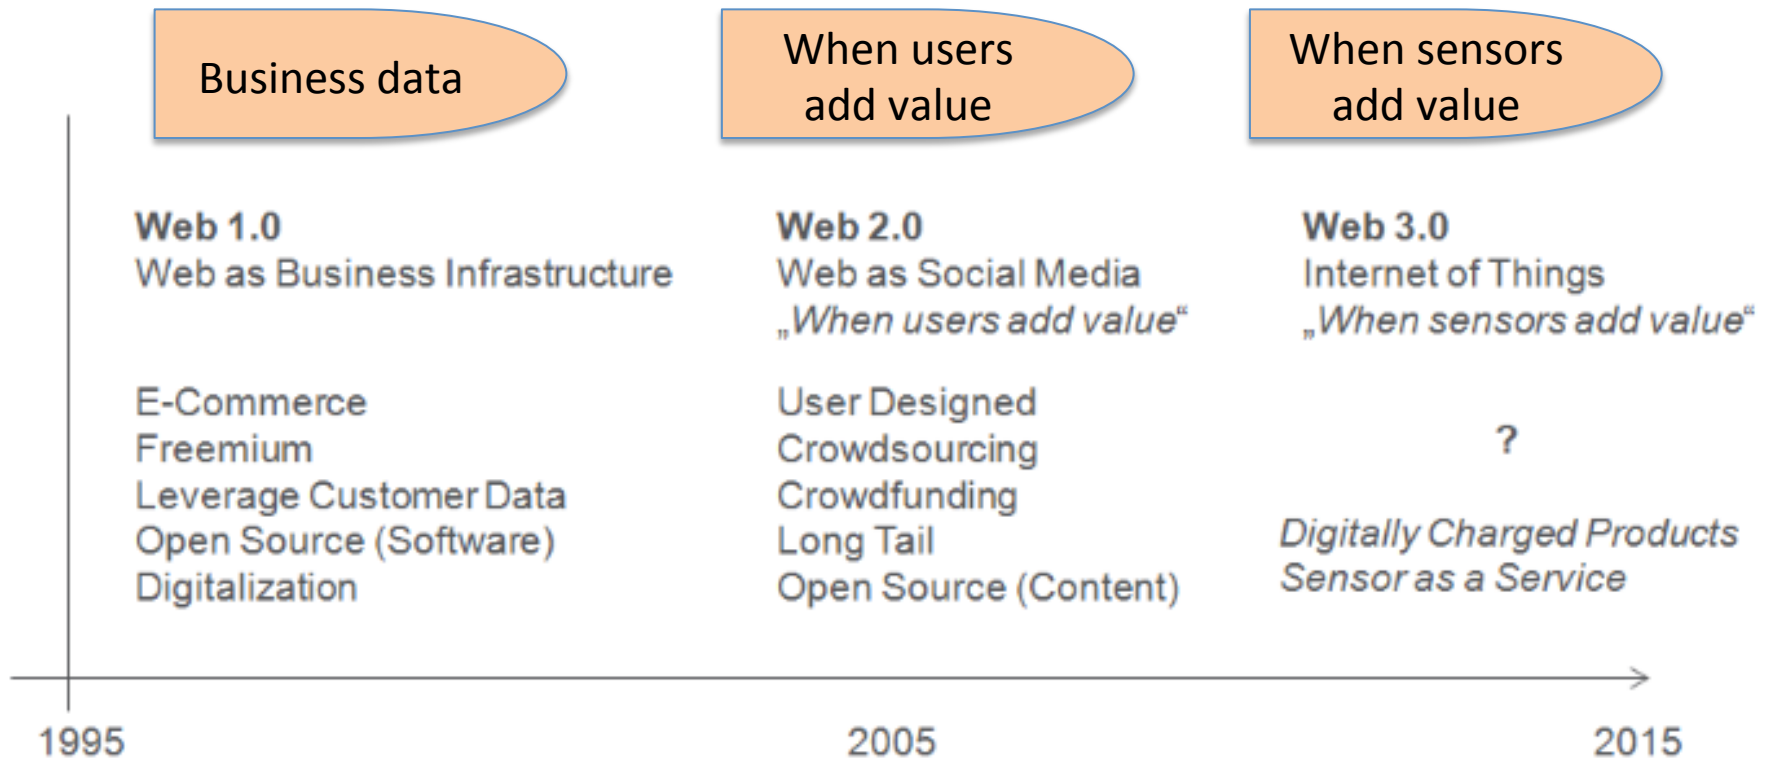 Business data
When users
add value
When sensors
add value
Web 1.0
Web as Business Infrastructure
E-Commerce
Freemium
Leverage Customer Data
Open Source (Software)
Digitalization
Web 2.0
Web as Social Media
„When users add value“
User Designed
Crowdsourcing
Crowdfunding
Long Tail
Open Source (Content)
Web 3.0
Internet of Things
„When sensors add value“
?
Digitally Charged Products
Sensor as a Service
1995
2005
2015